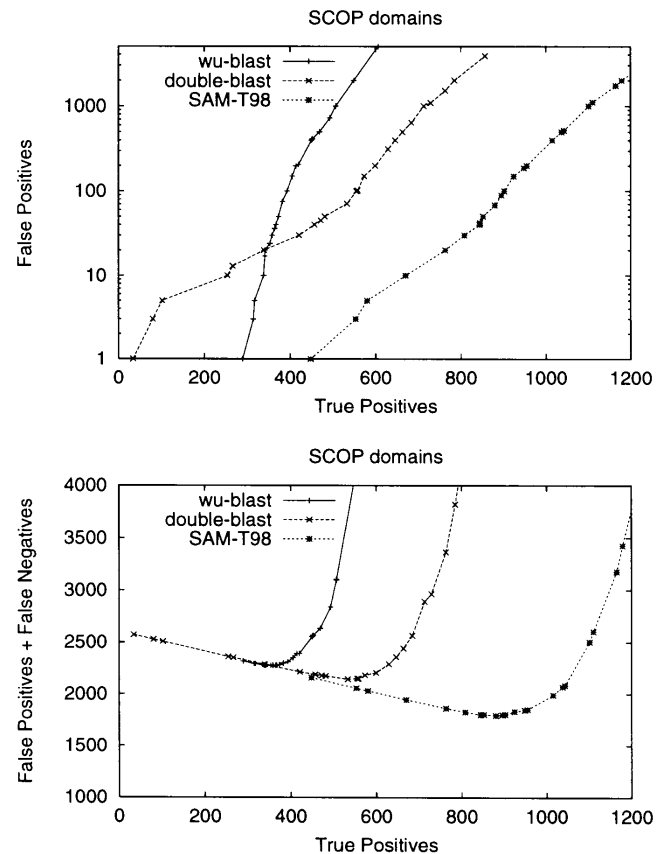 SCOP domains
wu-blast
double-blast
SAM-T98
1000
100
10
1
False Positives
0 200 400 600 800 1000 1200
True Positives
SCOP domains
wu-blast
double-blast
SAM-T98
4000
3500
3000
2500
2000
1500
1000
False Positives + False Negatives
0 200 400 600 800 1000 1200
True Positives